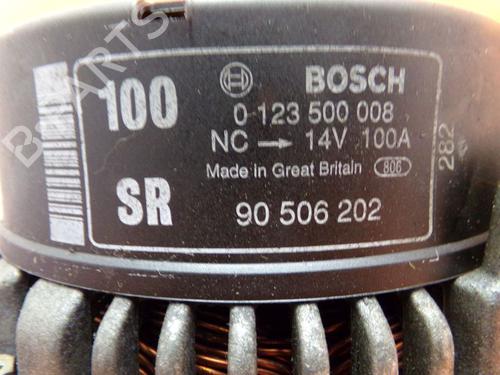 100
BOSCH
0-123 500 008
NC → 14V 100A
Made in Great Britain 806
SR
90 506 202
282
PARTS